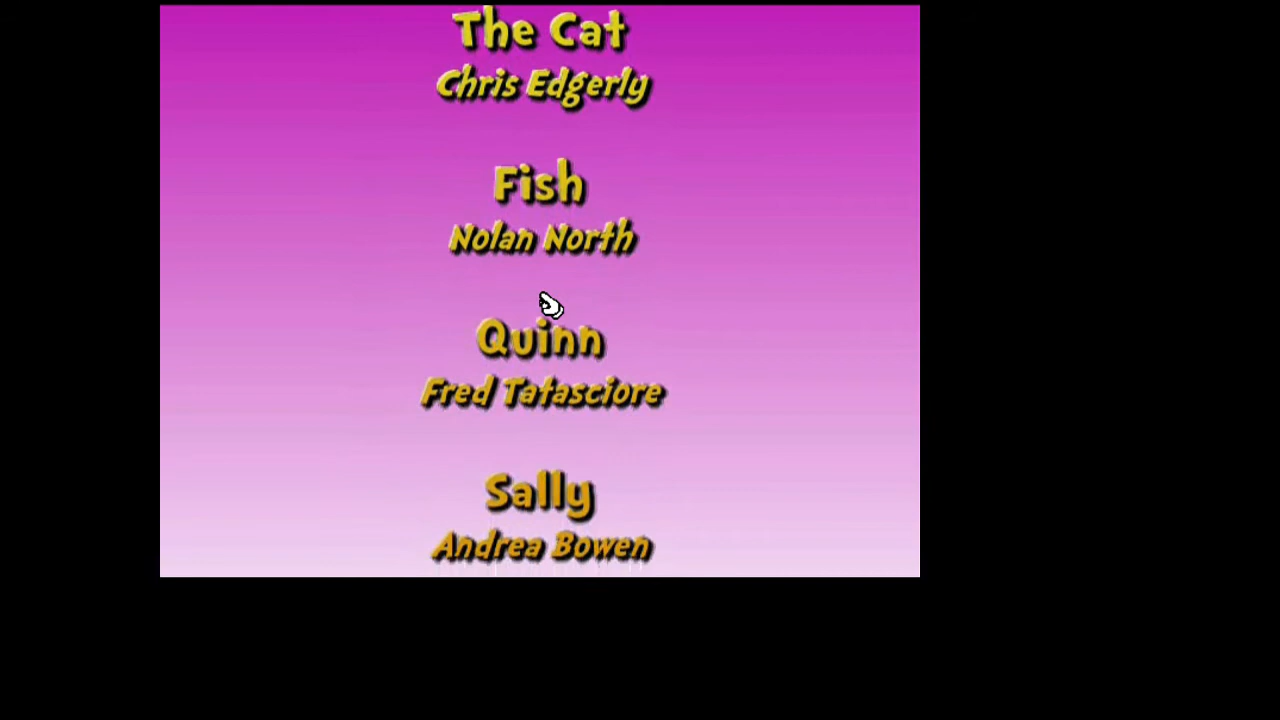 The Cat
Chris Edgerly
Fish
Nolan North
Quinn
Fred Tatasciore
Sally
Andrea Bowen